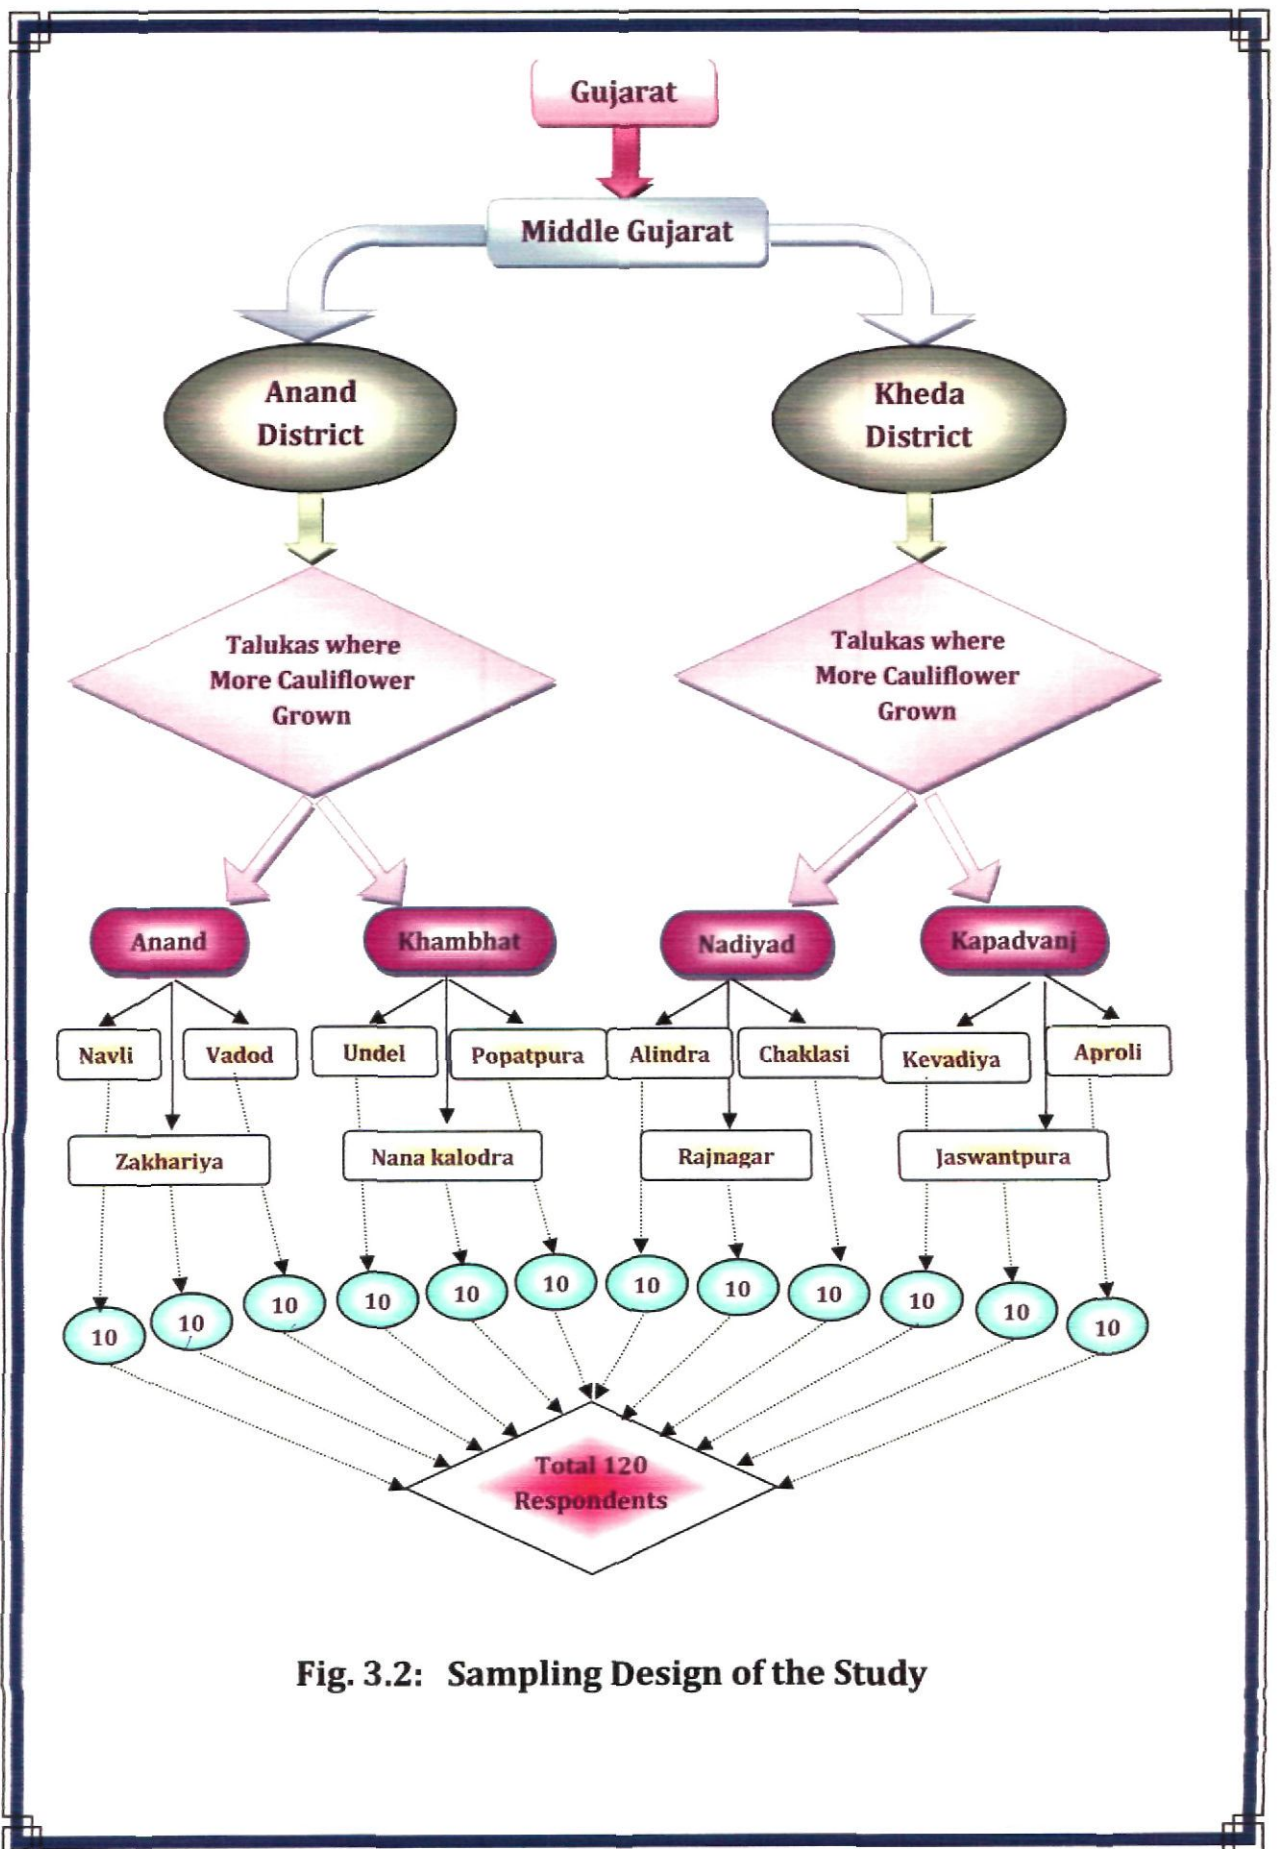 Gujarat
Middle Gujarat
Anand
District
Kheda
District
Talukas where
More Cauliflower
Grown
Talukas where
More Cauliflower
Grown
Anand
Khambhat
Nadiyad
Kapadvanj
Navli
Vadod
Undel
Popatpura
Alindra
Chaklasi
Kevadiya
Aproli
Zakhariya
Nana kalodra
Rajnagar
Jaswantpura
10
10
10
10
10
10
10
10
10
10
10
10
Total 120
Respondents
Fig. 3.2: Sampling Design of the Study